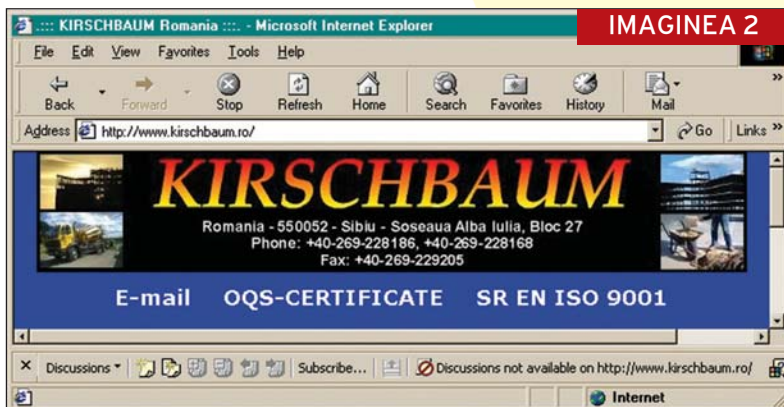 .::: KIRSCHBAUM Romania :::. - Microsoft Internet Explorer
IMAGINEA 2
File Edit View Favorites Tools Help
Back Forward Stop Refresh Home Search Favorites History Mail »
Address http://www.kirschbaum.ro/ Go Links »
KIRSCHBAUM
Romania - 550052 - Sibiu - Soseaua Alba Iulia, Bloc 27
Phone: +40-269-228186, +40-269-228168
Fax: +40-269-229205
E-mail OQS-CERTIFICATE SR EN ISO 9001
× Discussions Subscribe... Discussions not available on http://www.kirschbaum.ro/
Internet